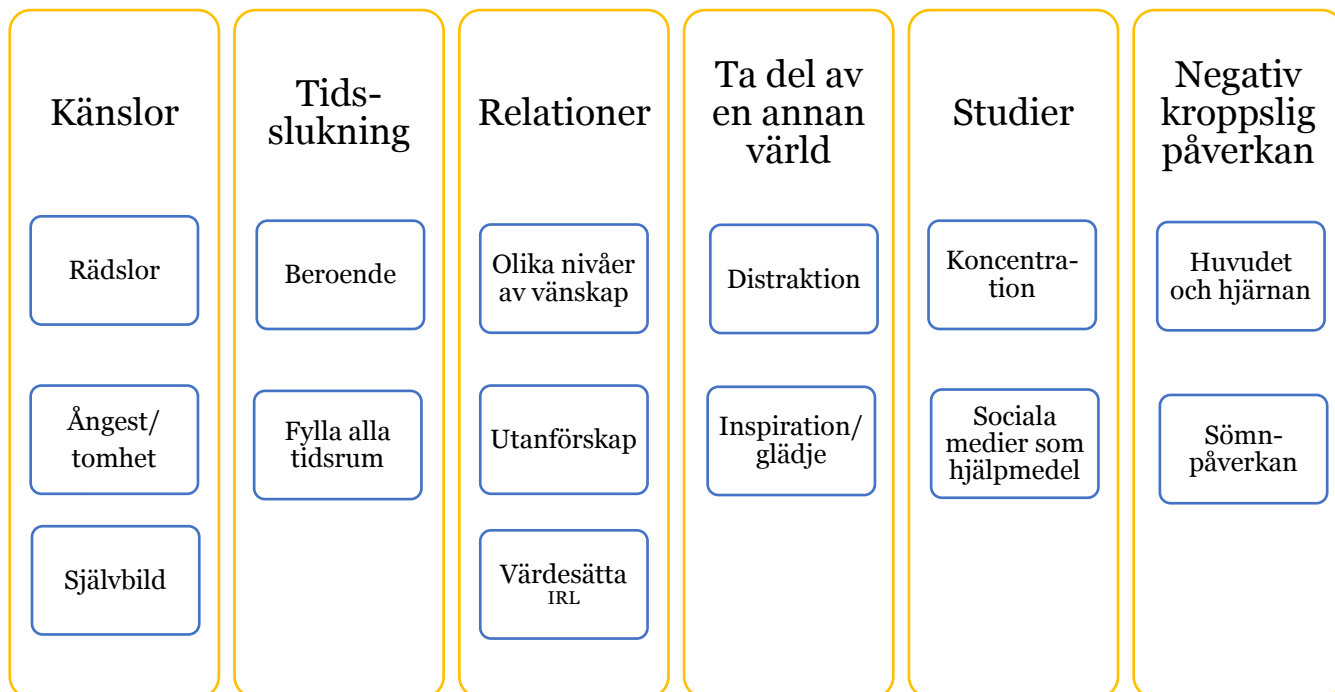 Känslor
Rädslor
Ångest/
tomhet
Självbild
Tids-
slukning
Beroende
Fylla alla
tidsrum
Relationer
Olika nivåer
av vänskap
Utanförskap
Värdesätta
IRL
Ta del av
en annan
värld
Distraktion
Inspiration/
glädje
Studier
Koncentra-
tion
Sociala
medier som
hjälpmedel
Negativ
kroppslig
påverkan
Huvudet
och hjärnan
Sömn-
påverkan